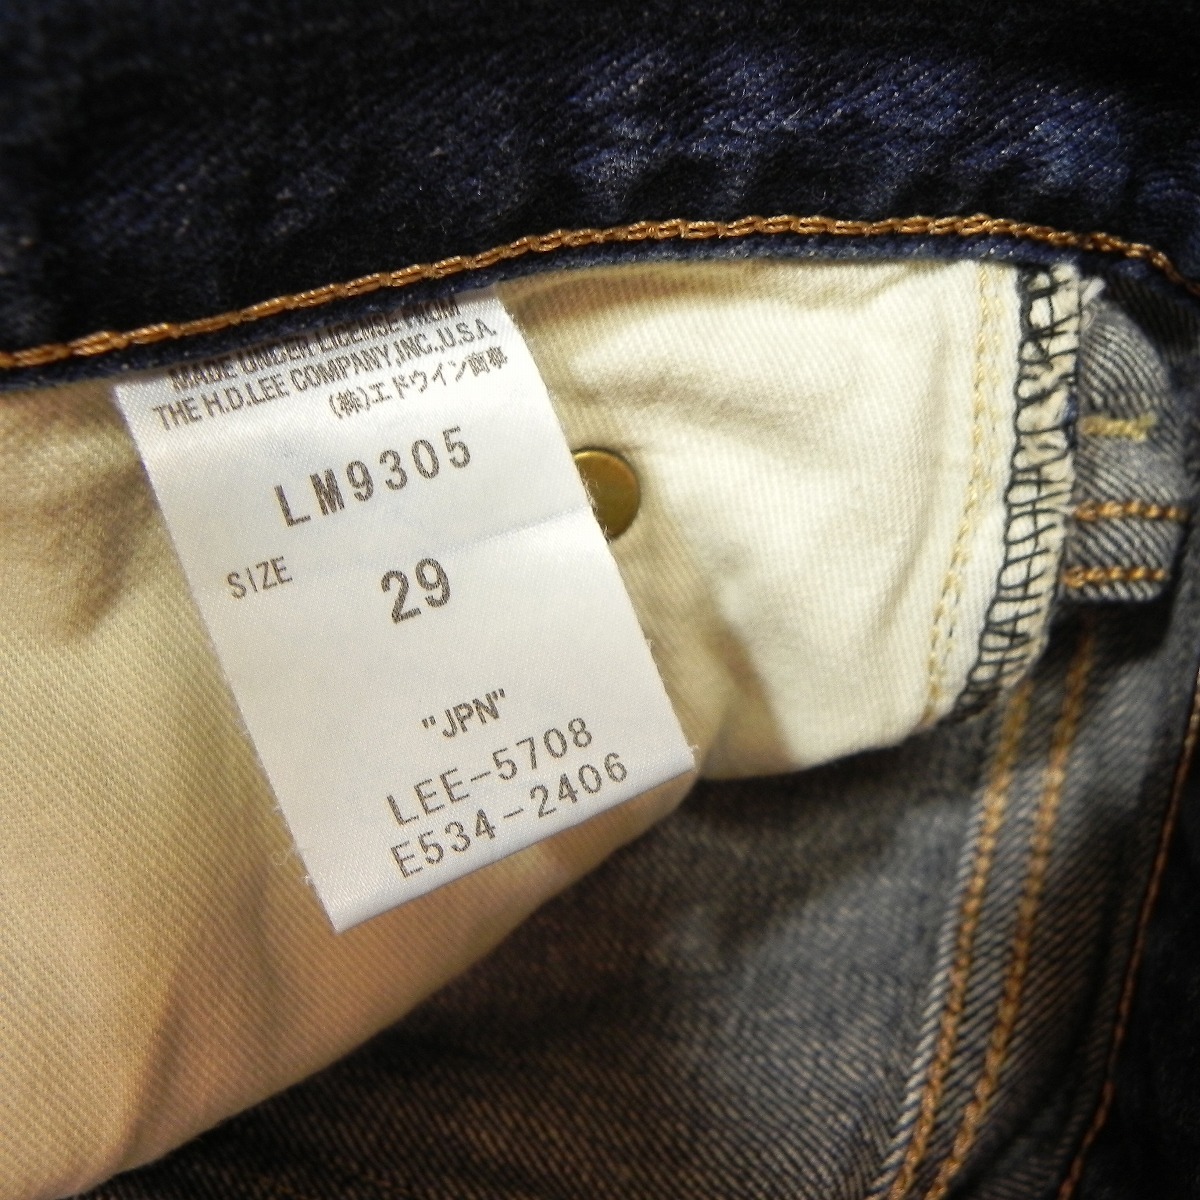 MADE UNDER LICENSE FROM
THE H.D.LEE COMPANY,INC.,U.S.A.
(株)エドウイン商事
LM9305
SIZE 29
"JPN"
LEE-5708
E534-2406